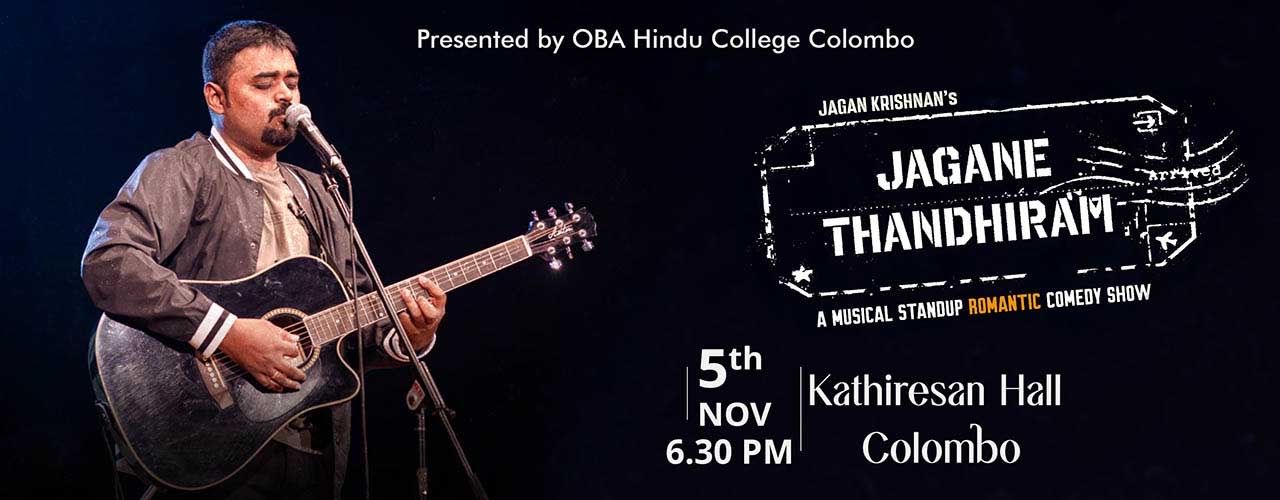 Presented by OBA Hindu College Colombo
JAGAN KRISHNAN'S
JAGANE
Arrived
THANDHIRAM
A MUSICAL STANDUP ROMANTIC COMEDY SHOW
5th
NOV
6.30 PM
Kathiresan Hall
Colombo